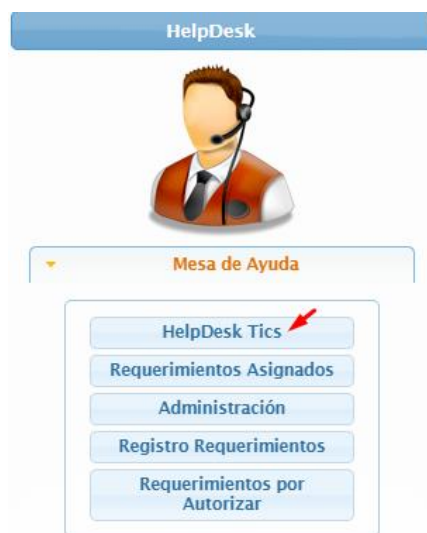 HelpDesk
Mesa de Ayuda
HelpDesk Tics
Requerimientos Asignados
Administración
Registro Requerimientos
Requerimientos por
Autorizar